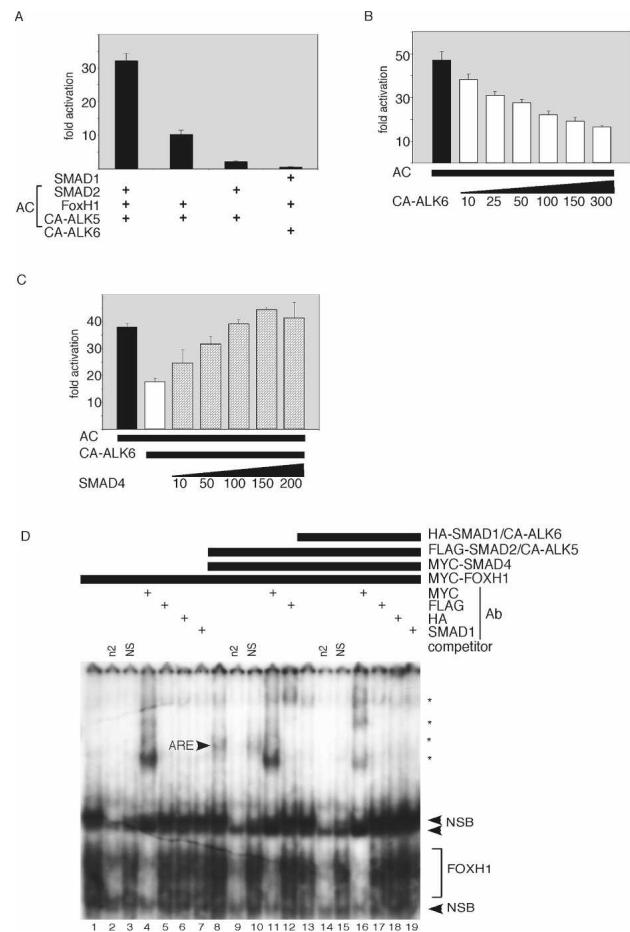 A
fold activation
30
20
10
SMAD1 +
SMAD2 + +
FoxH1 + + +
CA-ALK5 + + +
AC
CA-ALK6 +
B
fold activation
50
30
10
AC
CA-ALK6 10 25 50 100 150 300
C
fold activation
40
30
20
10
AC
CA-ALK6
SMAD4 10 50 100 150 200
D
HA-SMAD1/CA-ALK6
FLAG-SMAD2/CA-ALK5
MYC-SMAD4
MYC-FOXH1
+ + + MYC
+ + + FLAG
+ + HA
+ + SMAD1
Ab
n2 NS n2 NS n2 NS competitor
*
*
ARE *
*
NSB
FOXH1
NSB
1 2 3 4 5 6 7 8 9 10 11 12 13 14 15 16 17 18 19